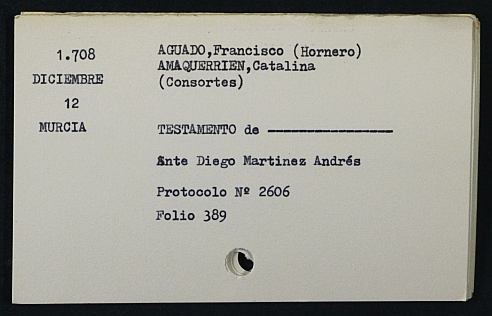 1.708
DICIEMBRE
12
MURCIA
AGUADO,Francisco (Hornero)
AMAQUERRIEN,Catalina
(Consortes)
TESTAMENTO de ----------------
Ante Diego Martinez Andrés
Protocolo Nº 2606
Folio 389